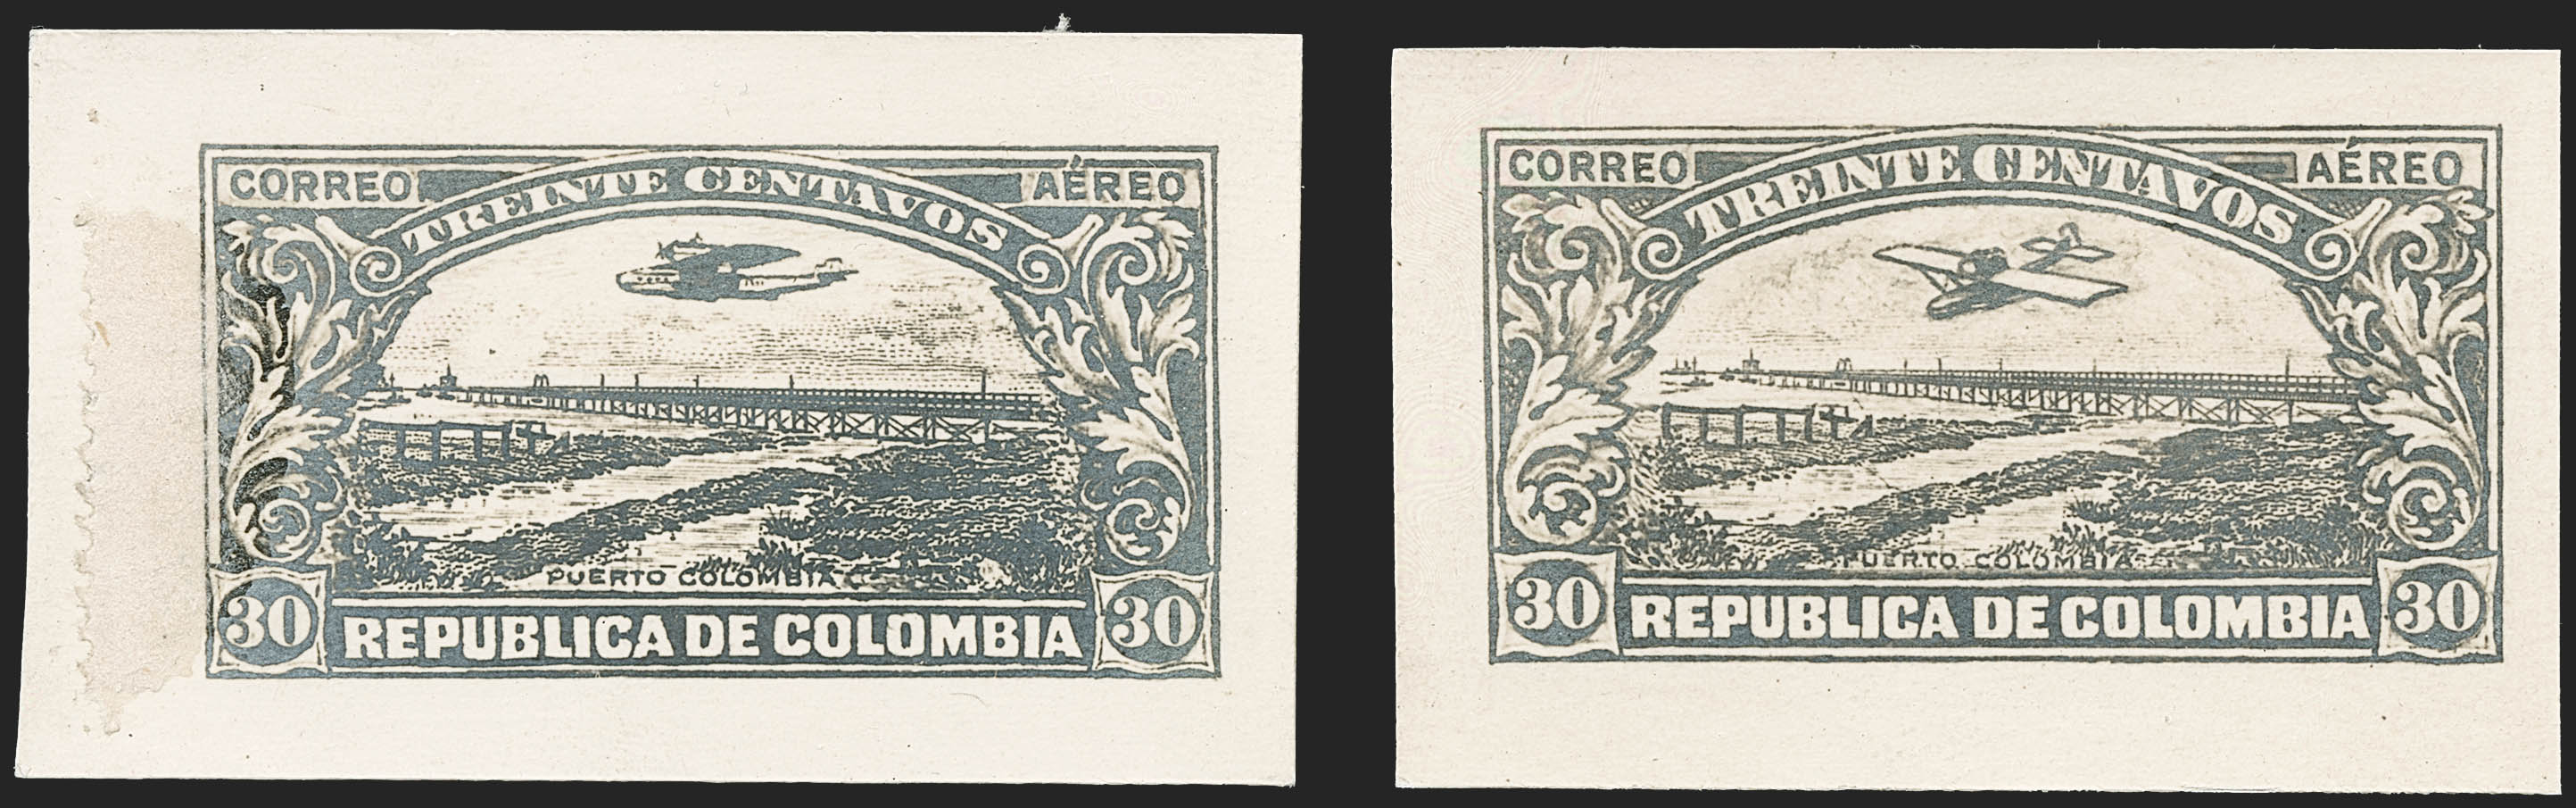 CORREO AÉREO
TREINTE CENTAVOS
PUERTO COLOMBIA
30 REPUBLICA DE COLOMBIA 30
CORREO AÉREO
TREINTE CENTAVOS
PUERTO COLOMBIA
30 REPUBLICA DE COLOMBIA 30